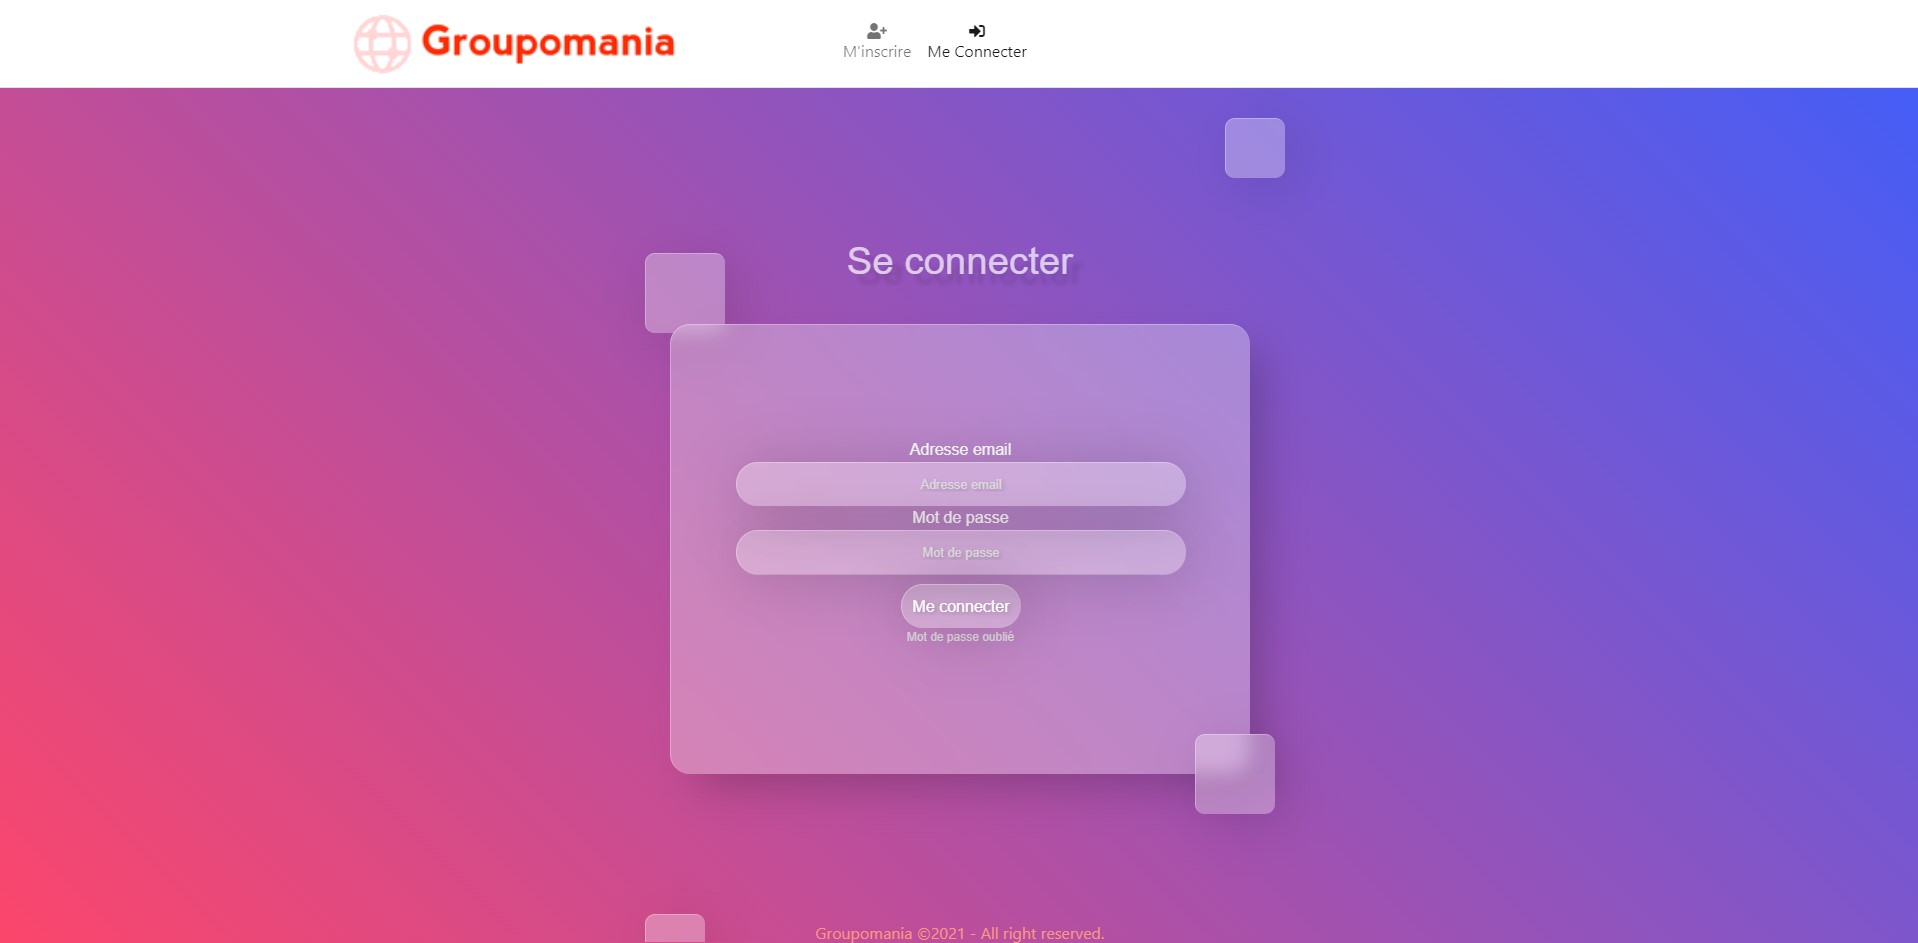 Groupomania
M'inscrire
Me Connecter
Se connecter
Adresse email
Adresse email
Mot de passe
Mot de passe
Me connecter
Mot de passe oublié
Groupomania ©2021 - All right reserved.